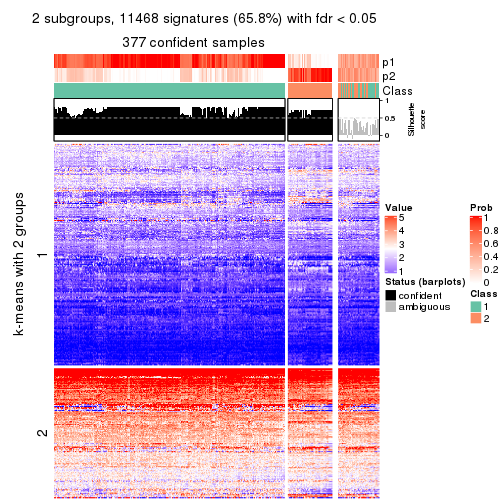 2 subgroups, 11468 signatures (65.8%) with fdr < 0.05
377 confident samples
p1
p2
Class
1
0.5
0
Silhouette
score
k-means with 2 groups
1
2
Value
5
4
3
2
1
Status (barplots)
confident
ambiguous
Prob
1
0.8
0.6
0.4
0.2
0
Class
1
2